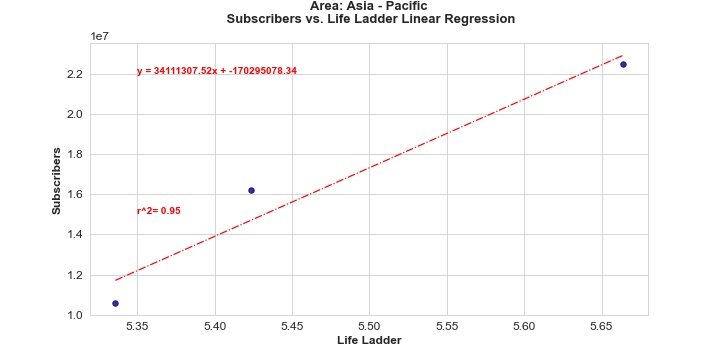 Area: Asia - Pacific
Subscribers vs. Life Ladder Linear Regression
1e7
y = 34111307.52x + -170295078.34
r^2= 0.95
2.2
2.0
1.8
1.6
1.4
1.2
1.0
Subscribers
5.35 5.40 5.45 5.50 5.55 5.60 5.65
Life Ladder